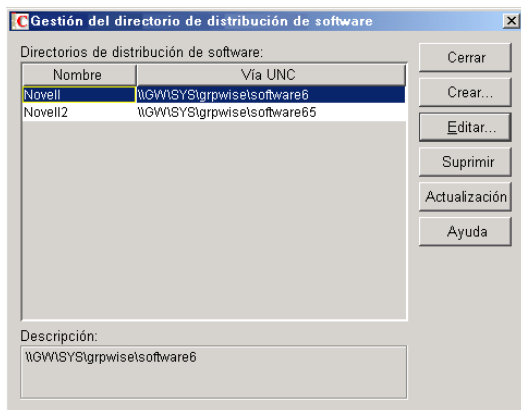 Gestión del directorio de distribución de software
Directorios de distribución de software:
Nombre Vía UNC
Novell \\GW\SYS\grpwise\software6
Novell2 \\GW\SYS\grpwise\software65
Cerrar
Crear...
Editar...
Suprimir
Actualización
Ayuda
Descripción:
\\GW\SYS\grpwise\software6